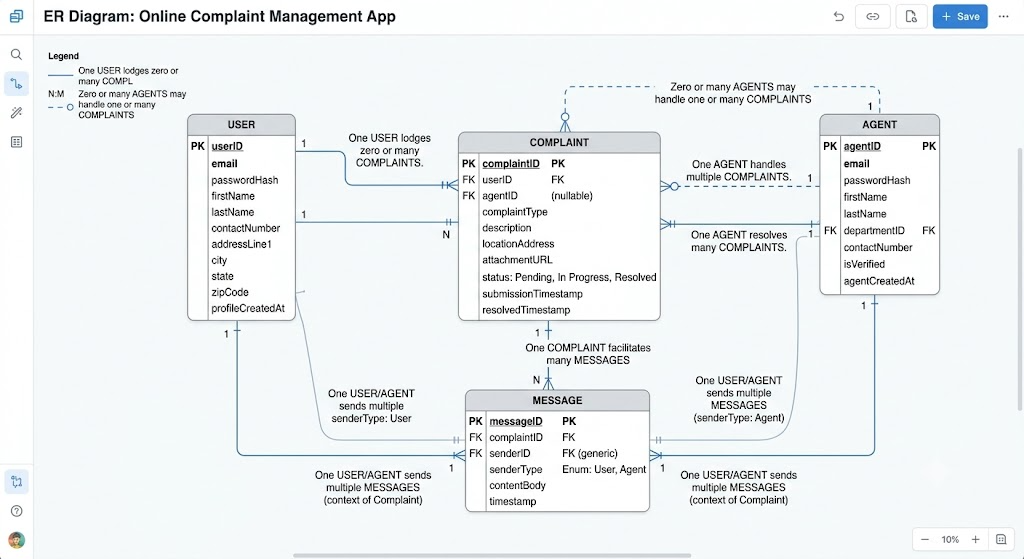 ER Diagram: Online Complaint Management App
+ Save
Legend
One USER lodges zero or
many COMPL
N:M
Zero or many AGENTS may
handle one or many
COMPLAINTS
USER
PK userID
email
passwordHash
firstName
lastName
contactNumber
addressLine1
city
state
zipCode
profileCreatedAt
1
One USER lodges
zero or many
COMPLAINTS.
1
N
COMPLAINT
PK complaintID PK
FK userID FK
FK agentID (nullable)
complaintType
description
locationAddress
attachmentURL
status: Pending, In Progress, Resolved
submissionTimestamp
resolvedTimestamp
Zero or many AGENTS may
handle one or many COMPLAINTS
1
One AGENT handles
multiple COMPLAINTS.
1
One AGENT resolves
many COMPLAINTS.
1
AGENT
PK agentID PK
email
passwordHash
firstName
lastName
FK departmentID FK
contactNumber
isVerified
agentCreatedAt
1
1
1
One COMPLAINT facilitates
many MESSAGES
N
MESSAGE
PK messageID PK
FK complaintID FK
FK senderID FK (generic)
senderType Enum: User, Agent
contentBody
timestamp
One USER/AGENT
sends multiple
senderType: User
One USER/AGENT
sends multiple
MESSAGES
(senderType: Agent)
1
One USER/AGENT sends
multiple MESSAGES
(context of Complaint)
1
One USER/AGENT sends
multiple MESSAGES
(context of Complaint)
10%